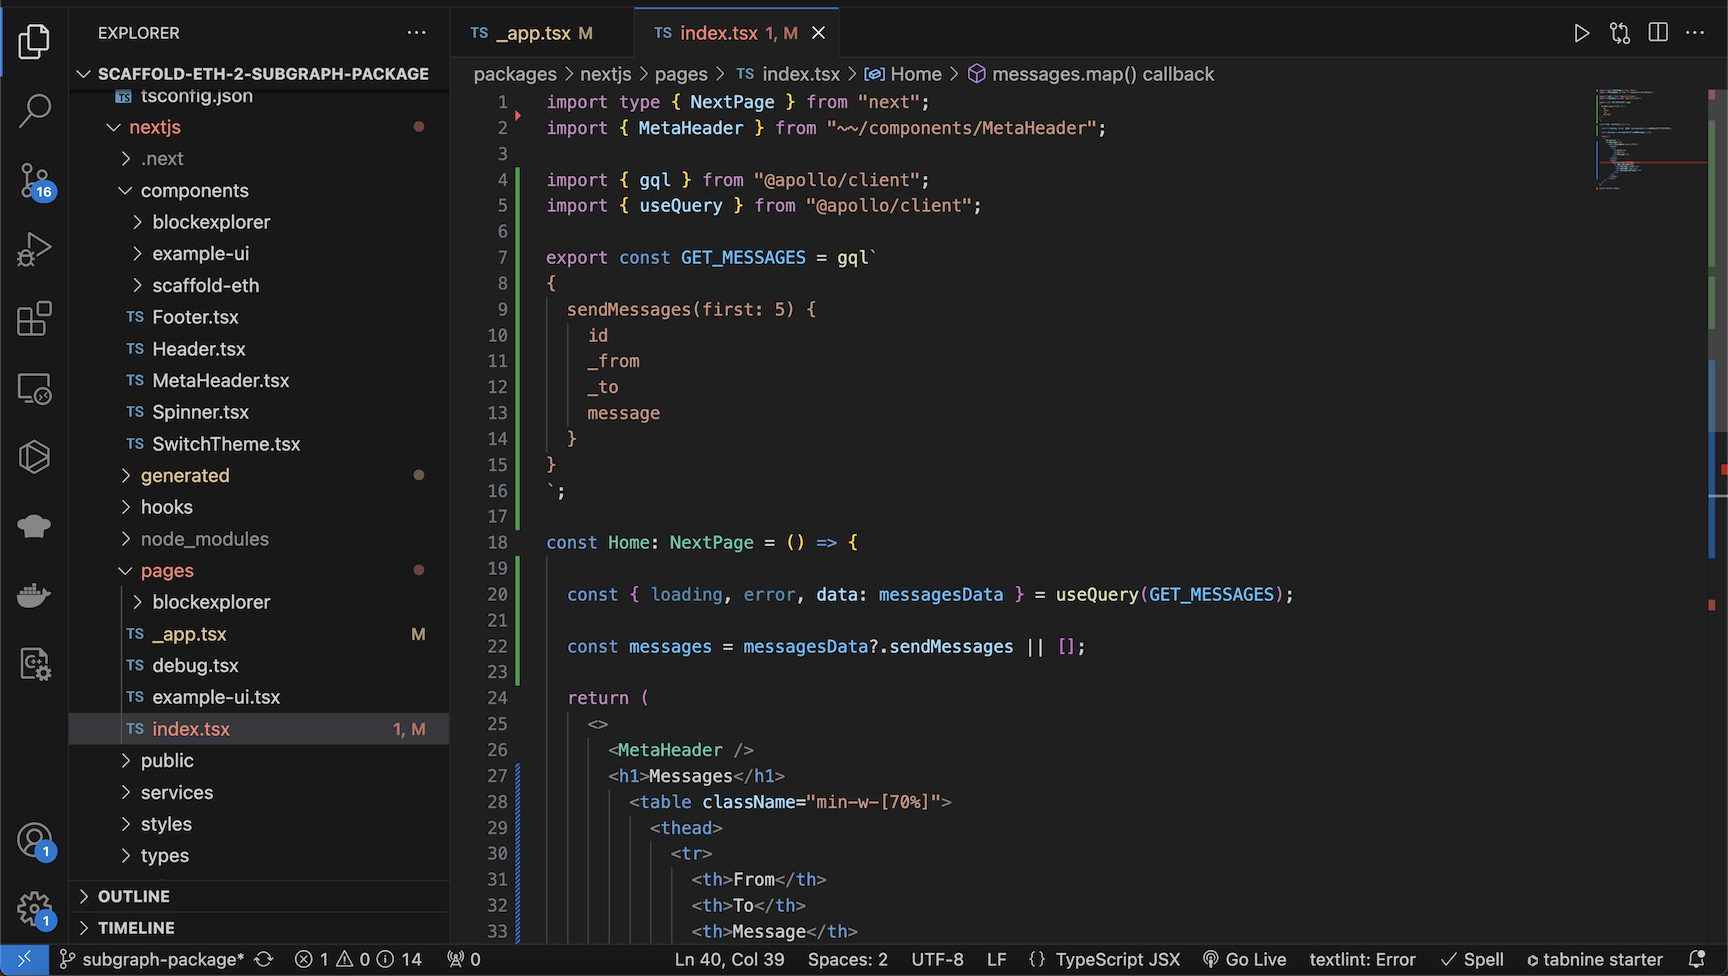 EXPLORER
SCAFFOLD-ETH-2-SUBGRAPH-PACKAGE
TS tsconfig.json
nextjs
.next
components
blockexplorer
example-ui
scaffold-eth
TS Footer.tsx
TS Header.tsx
TS MetaHeader.tsx
TS Spinner.tsx
TS SwitchTheme.tsx
generated
hooks
node_modules
pages
blockexplorer
TS _app.tsx M
TS debug.tsx
TS example-ui.tsx
TS index.tsx 1, M
public
services
styles
types
OUTLINE
TIMELINE
16
1
1
TS _app.tsx M
TS index.tsx 1, M
packages > nextjs > pages > TS index.tsx > Home > messages.map() callback
1 import type { NextPage } from "next";
2 import { MetaHeader } from "~~/components/MetaHeader";
3
4 import { gql } from "@apollo/client";
5 import { useQuery } from "@apollo/client";
6
7 export const GET_MESSAGES = gql`
8 {
9 sendMessages(first: 5) {
10 id
11 _from
12 _to
13 message
14 }
15 }
16 `;
17
18 const Home: NextPage = () => {
19
20 const { loading, error, data: messagesData } = useQuery(GET_MESSAGES);
21
22 const messages = messagesData?.sendMessages || [];
23
24 return (
25 <>
26 <MetaHeader />
27 <h1>Messages</h1>
28 <table className="min-w-[70%]">
29 <thead>
30 <tr>
31 <th>From</th>
32 <th>To</th>
33 <th>Message</th>
subgraph-package* 1 0 14 0 Ln 40, Col 39 Spaces: 2 UTF-8 LF {} TypeScript JSX Go Live textlint: Error Spell tabnine starter